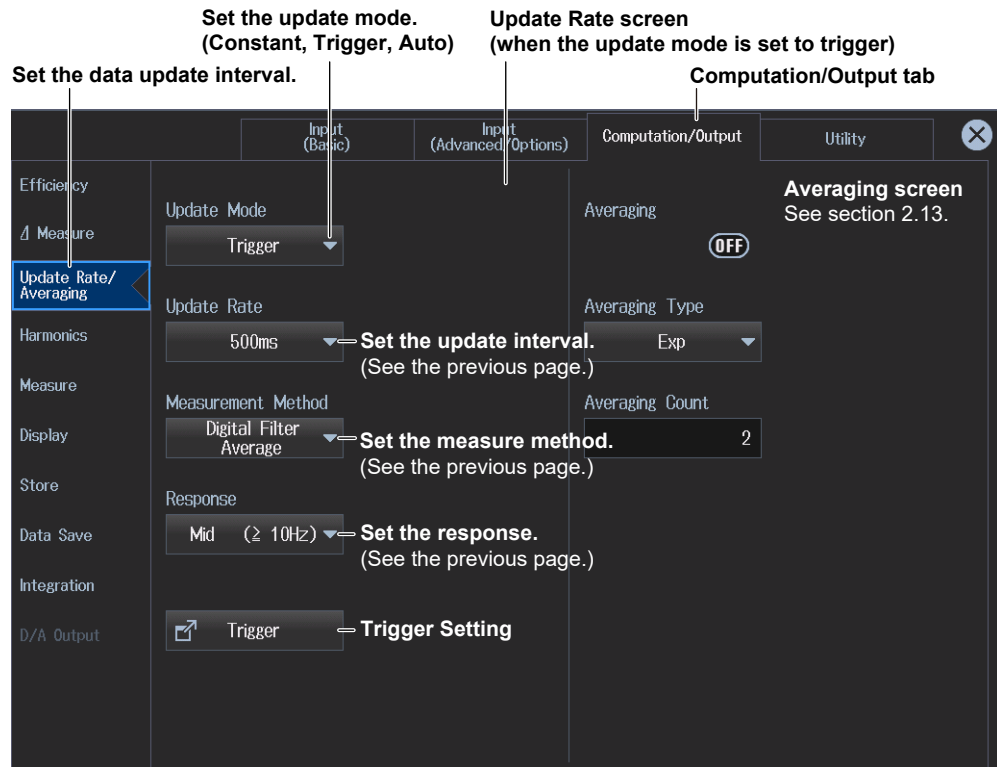 Set the update mode.
(Constant, Trigger, Auto)
Update Rate screen
(when the update mode is set to trigger)
Set the data update interval.
Computation/Output tab
Input
(Basic)
Input
(Advanced/Options)
Computation/Output
Utility
Efficiency
⊿ Measure
Update Rate/
Averaging
Harmonics
Measure
Display
Store
Data Save
Integration
D/A Output
Update Mode
Trigger
Update Rate
500ms
Set the update interval.
(See the previous page.)
Measurement Method
Digital Filter
Average
Set the measure method.
(See the previous page.)
Response
Mid (≧ 10Hz)
Set the response.
(See the previous page.)
Trigger
Trigger Setting
Averaging
OFF
Averaging screen
See section 2.13.
Averaging Type
Exp
Averaging Count
2